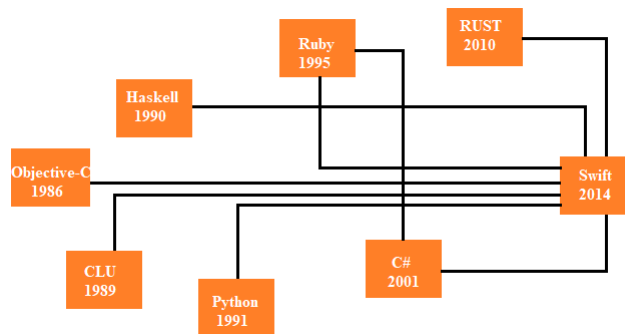 Ruby
1995
RUST
2010
Haskell
1990
Objective-C
1986
Swift
2014
CLU
1989
C#
2001
Python
1991